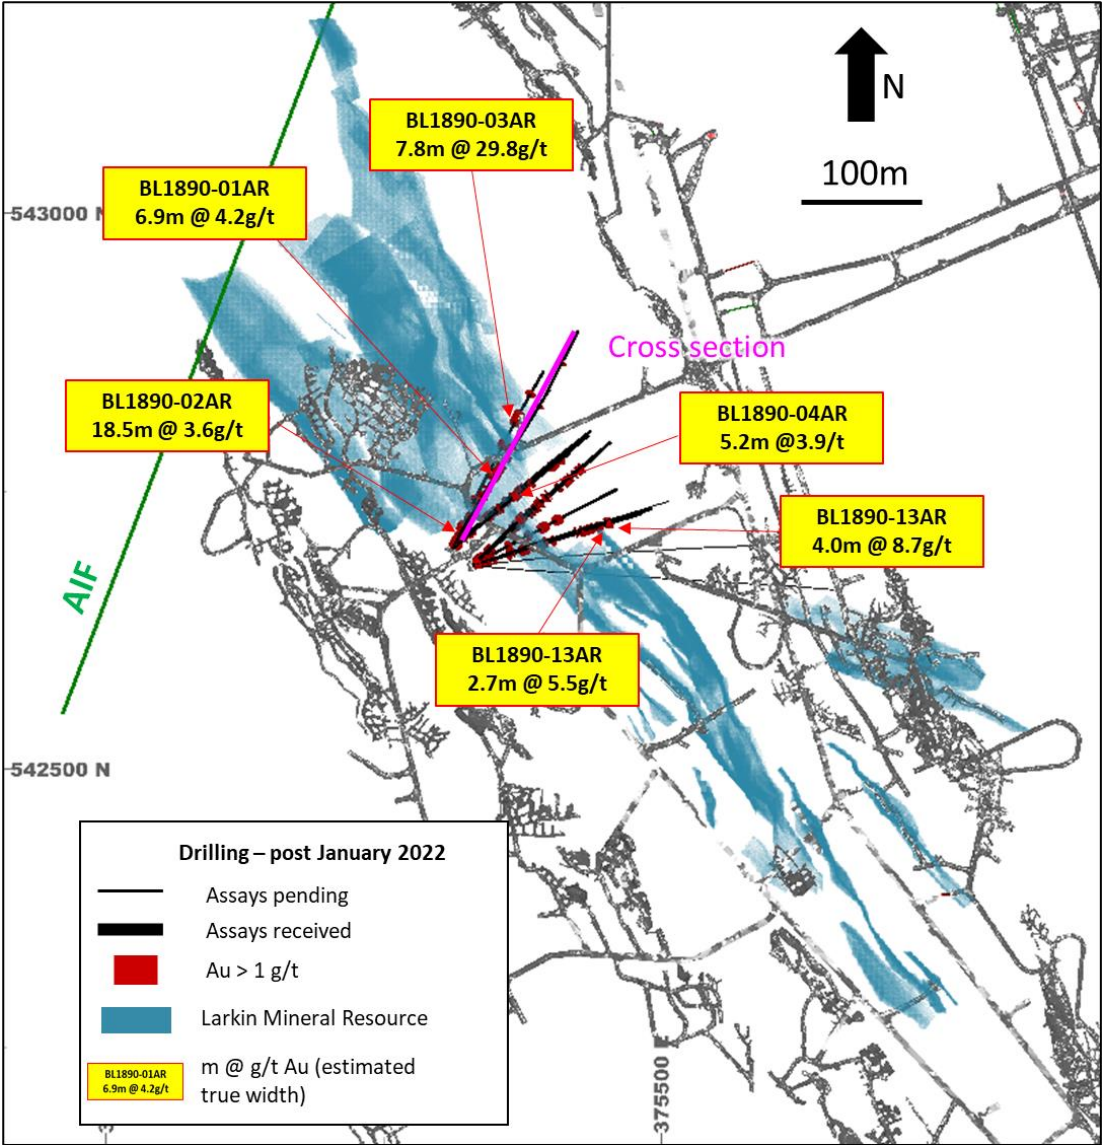 N
100m
BL1890-03AR
7.8m @ 29.8g/t
BL1890-01AR
6.9m @ 4.2g/t
543000 N
Cross section
BL1890-02AR
18.5m @ 3.6g/t
BL1890-04AR
5.2m @3.9/t
BL1890-13AR
4.0m @ 8.7g/t
AIF
BL1890-13AR
2.7m @ 5.5g/t
542500 N
Drilling – post January 2022
Assays pending
Assays received
Au > 1 g/t
Larkin Mineral Resource
BL1890-01AR
6.9m @ 4.2g/t
m @ g/t Au (estimated
true width)
375500 E